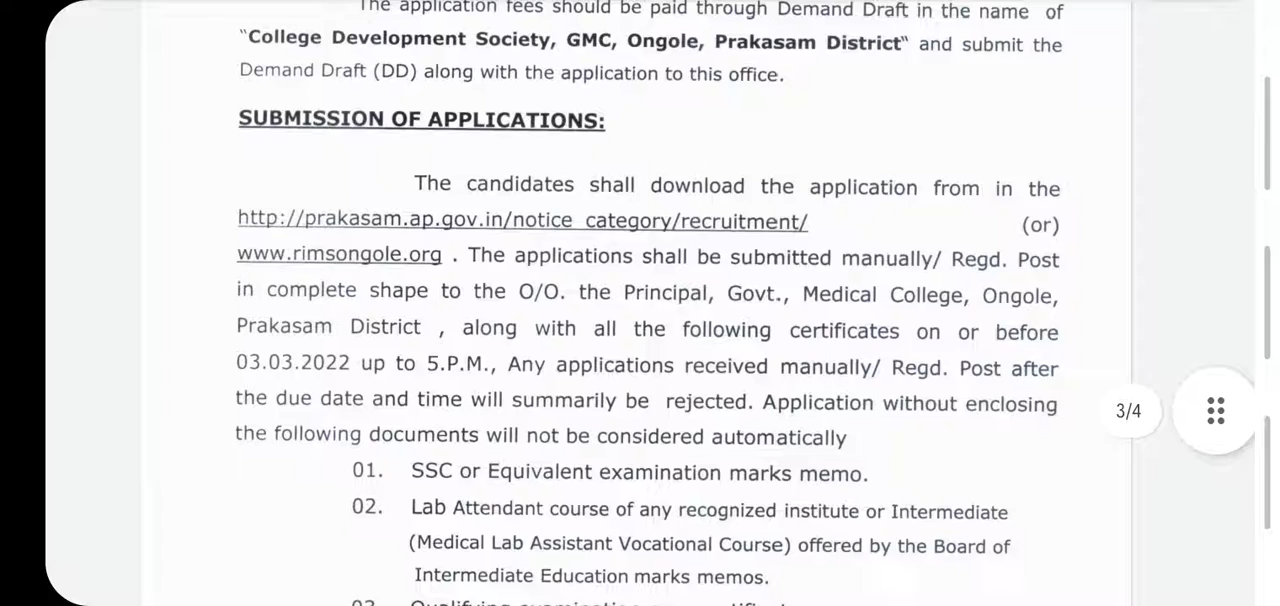 The application fees should be paid through Demand Draft in the name of
"College Development Society, GMC, Ongole, Prakasam District" and submit the
Demand Draft (DD) along with the application to this office.
SUBMISSION OF APPLICATIONS:
The candidates shall download the application from in the
http://prakasam.ap.gov.in/notice_category/recruitment/ (or)
www.rimsongole.org . The applications shall be submitted manually/ Regd. Post
in complete shape to the O/O. the Principal, Govt., Medical College, Ongole,
Prakasam District , along with all the following certificates on or before
03.03.2022 up to 5.P.M., Any applications received manually/ Regd. Post after
the due date and time will summarily be rejected. Application without enclosing
the following documents will not be considered automatically
3/4
01. SSC or Equivalent examination marks memo.
02. Lab Attendant course of any recognized institute or Intermediate
(Medical Lab Assistant Vocational Course) offered by the Board of
Intermediate Education marks memos.